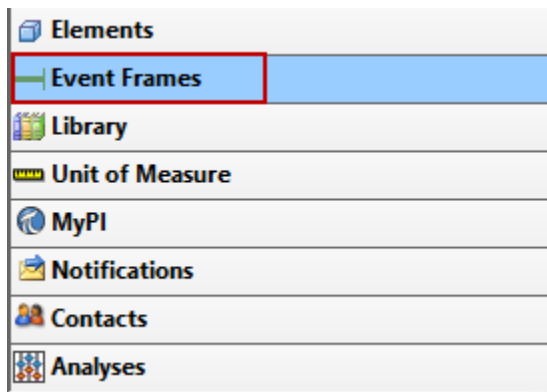 Elements
Event Frames
Library
Unit of Measure
MyPI
Notifications
Contacts
Analyses